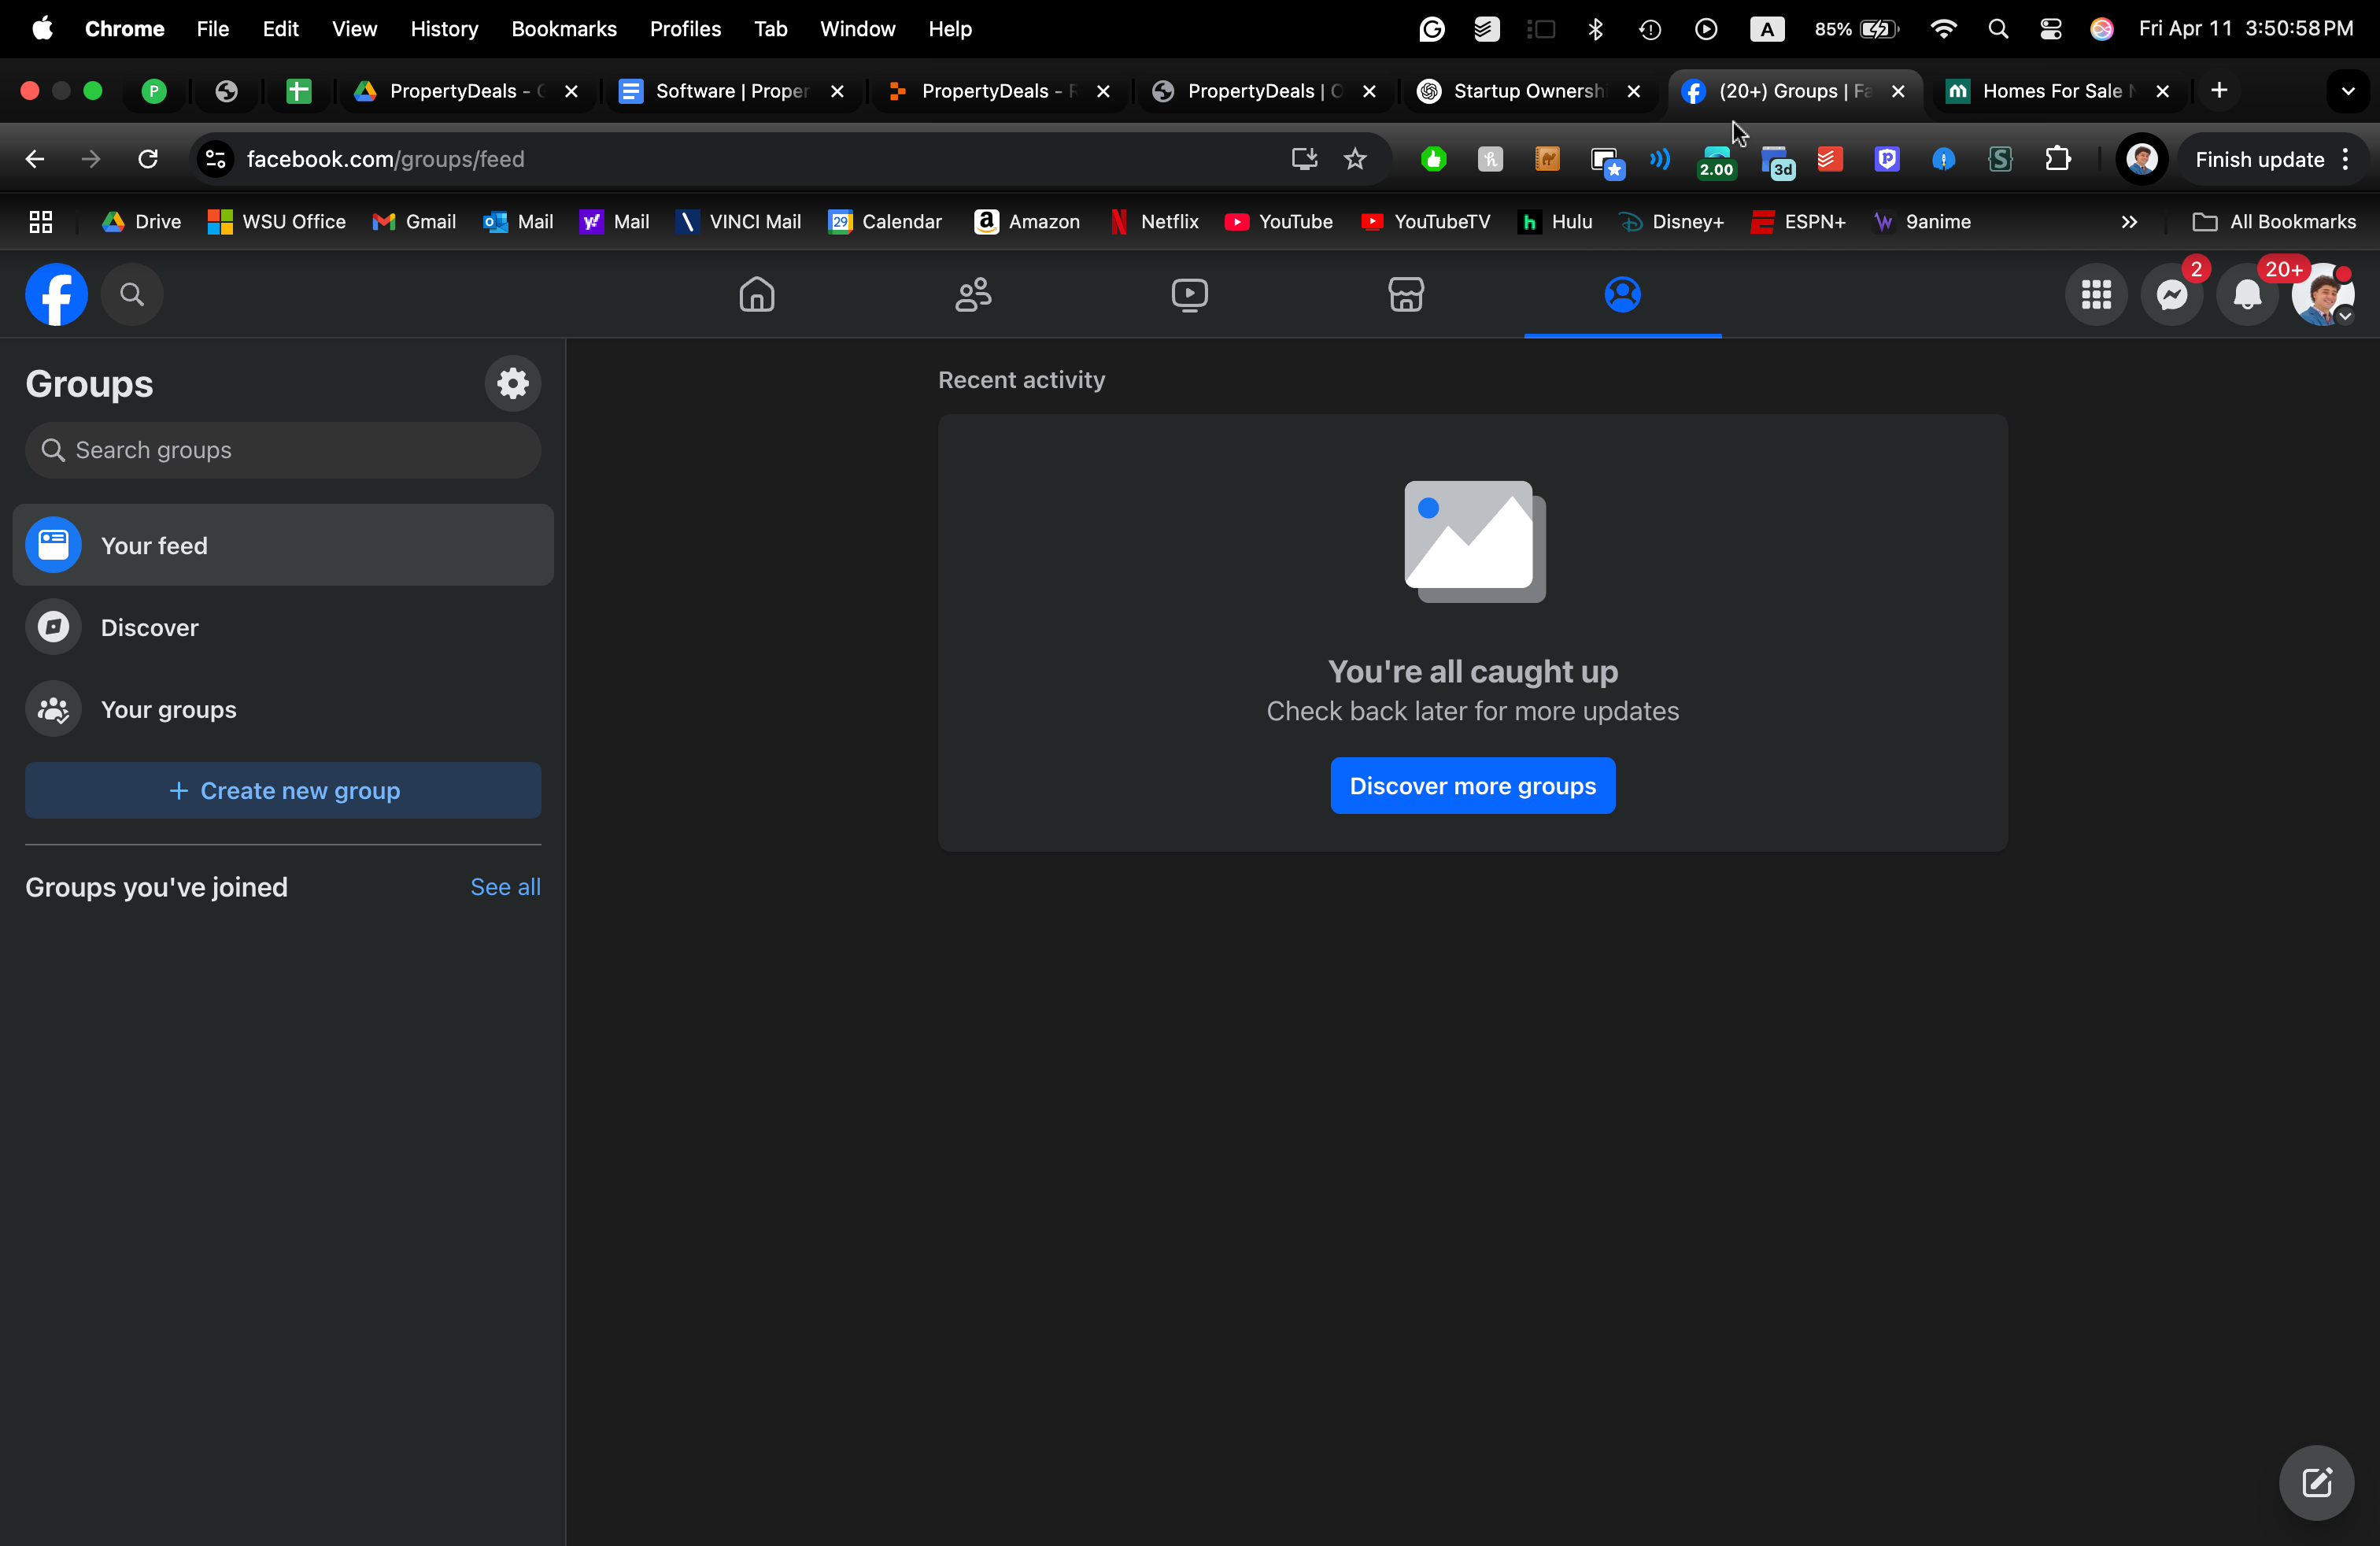 Chrome File Edit View History Bookmarks Profiles Tab Window Help A 85% Fri Apr 11 3:50:58 PM
P PropertyDeals - Software | Proper PropertyDeals - PropertyDeals | Startup Ownersh (20+) Groups | Fa Homes For Sale
facebook.com/groups/feed 2.00 3d Finish update
Drive WSU Office Gmail Mail Mail VINCI Mail 29 Calendar Amazon Netflix YouTube YouTubeTV Hulu Disney+ ESPN+ 9anime » All Bookmarks
2 20+
Groups
Search groups
Your feed
Discover
Your groups
+ Create new group
Groups you've joined See all
Recent activity
You're all caught up
Check back later for more updates
Discover more groups